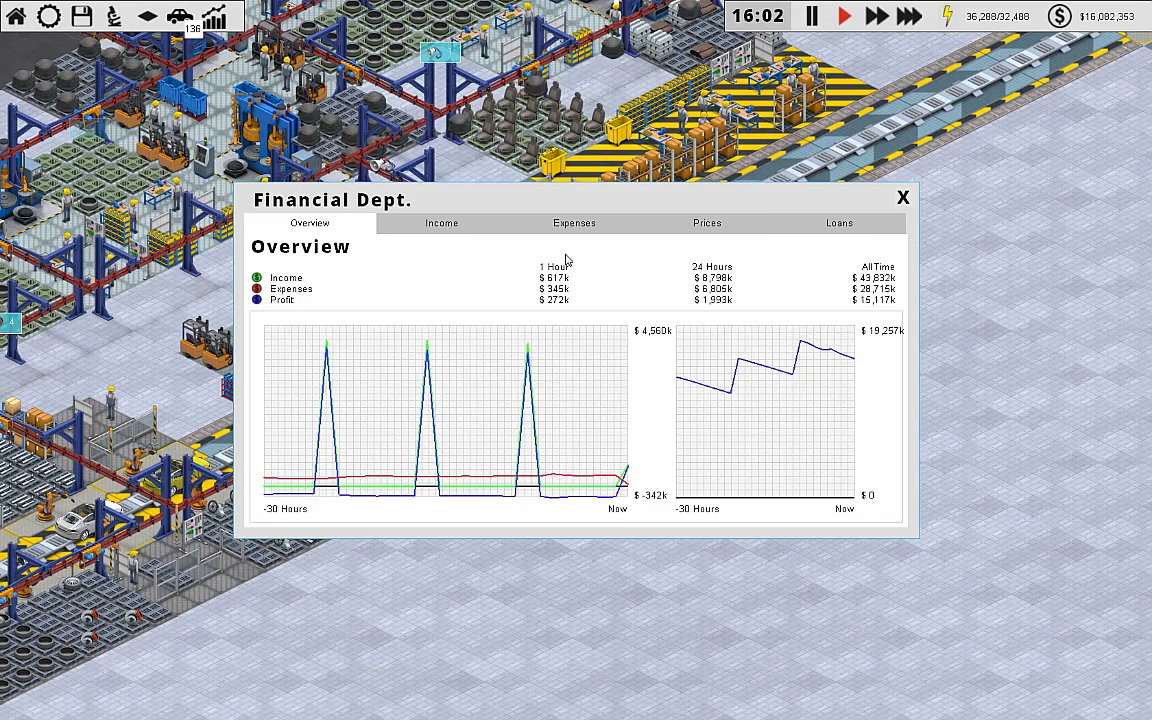 16:02
36,288/32,488
$16,082,353
136
Financial Dept.
X
Overview
Income
Expenses
Prices
Loans
Overview
1 Hour
24 Hours
All Time
Income
$ 617k
$ 8,798k
$ 43,832k
Expenses
$ 345k
$ 6,805k
$ 28,715k
Profit
$ 272k
$ 1,993k
$ 15,117k
$ 4,560k
$ 19,257k
4
$ -342k
$ 0
-30 Hours
Now
-30 Hours
Now